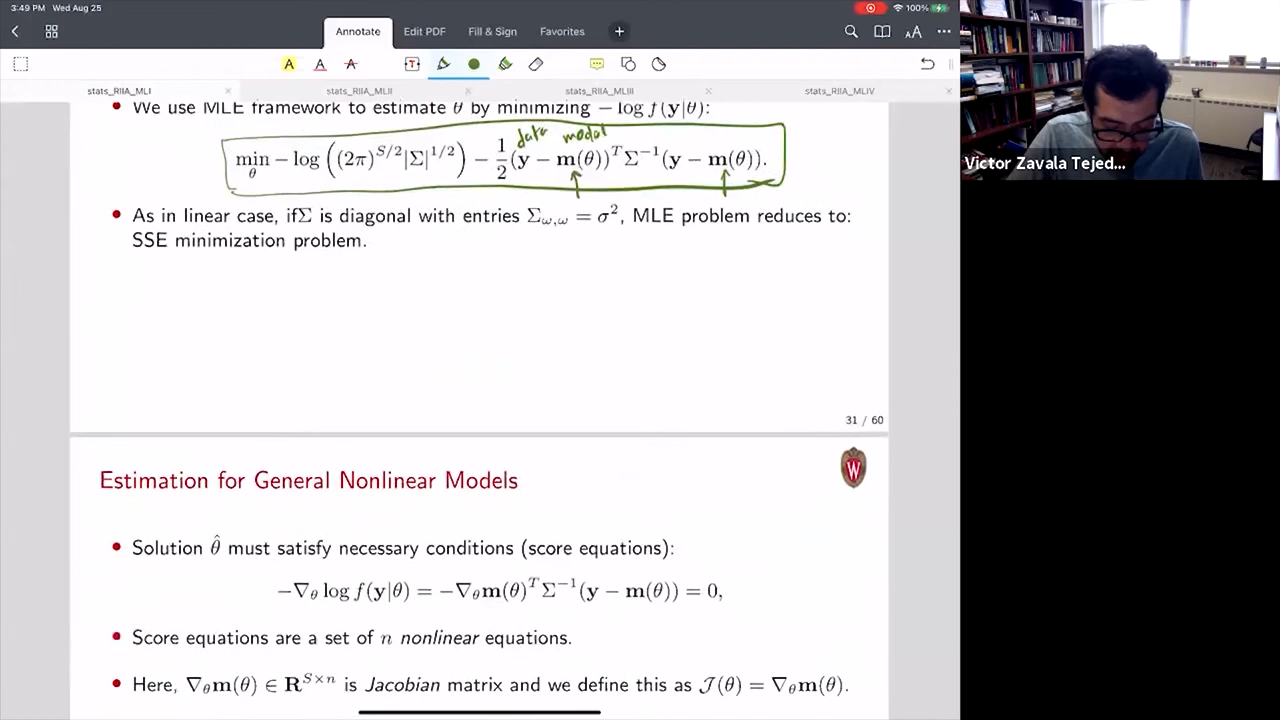 3:49 PM Wed Aug 25
100%
Annotate Edit PDF Fill & Sign Favorites
stats_RIIA_MLI stats_RIIA_MLII stats_RIIA_MLIII stats_RIIA_MLIV
• We use MLE framework to estimate θ by minimizing − log f(y|θ):
data model
min_θ − log ((2π)^{S/2}|Σ|^{1/2}) − 1/2 (y − m(θ))^T Σ^{−1}(y − m(θ)).
• As in linear case, ifΣ is diagonal with entries Σ_{ω,ω} = σ², MLE problem reduces to:
SSE minimization problem.
31 / 60
Estimation for General Nonlinear Models
W
• Solution θ̂ must satisfy necessary conditions (score equations):
−∇_θ log f(y|θ) = −∇_θ m(θ)^T Σ^{−1}(y − m(θ)) = 0,
• Score equations are a set of n nonlinear equations.
• Here, ∇_θ m(θ) ∈ R^{S×n} is Jacobian matrix and we define this as 𝒥(θ) = ∇_θ m(θ).
Victor Zavala Tejed...